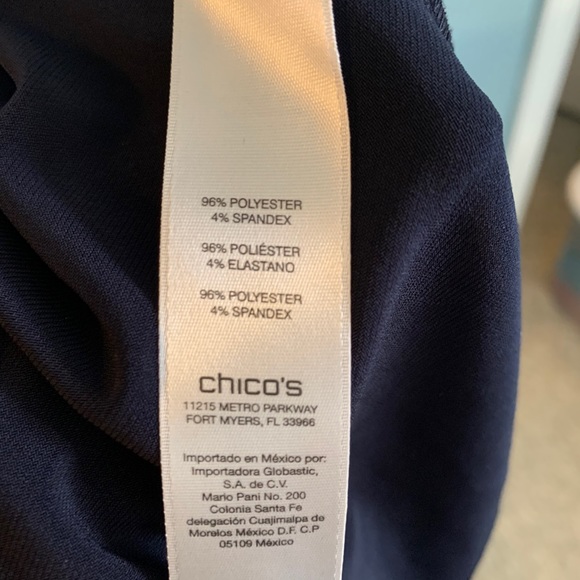 96% POLYESTER
4% SPANDEX
96% POLIÉSTER
4% ELASTANO
96% POLYESTER
4% SPANDEX
chico's
11215 METRO PARKWAY
FORT MYERS, FL 33966
Importado en México por:
Importadora Globastic,
S.A. de C.V.
Mario Pani No. 200
Colonia Santa Fe
delegación Cuajimalpa de
Morelos México D.F. C.P
05109 México